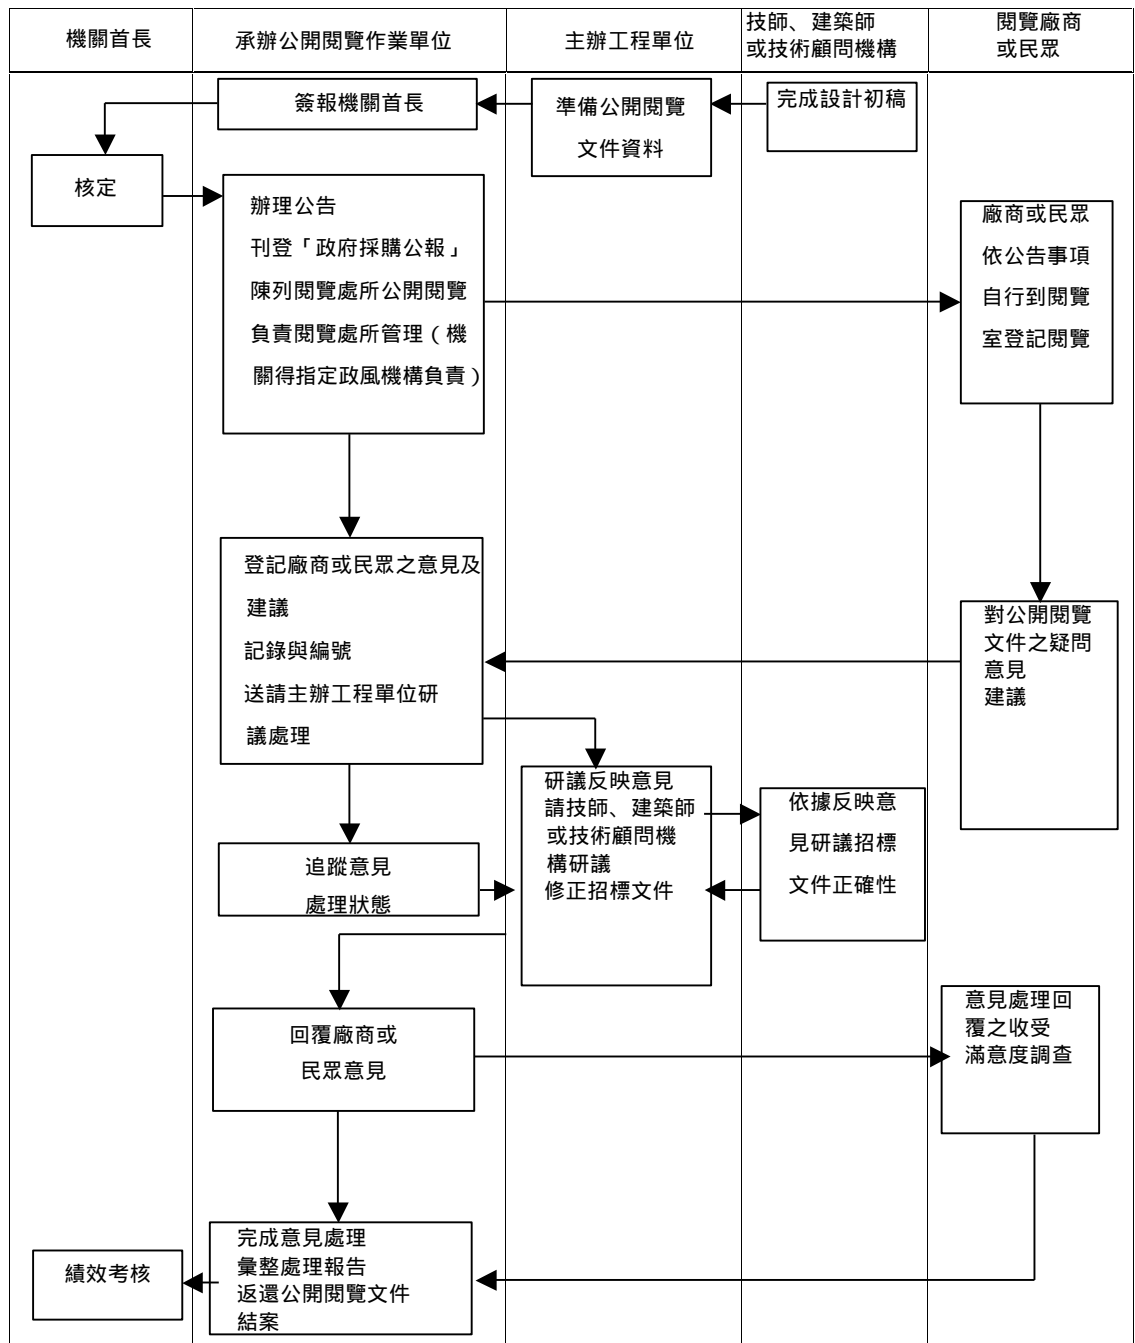 機關首長
承辦公開閱覽作業單位
主辦工程單位
技師、建築師
或技術顧問機構
閱覽廠商
或民眾
簽報機關首長
準備公開閱覽
文件資料
完成設計初稿
核定
辦理公告
刊登「政府採購公報」
陳列閱覽處所公開閱覽
負責閱覽處所管理(機
關得指定政風機構負責)
廠商或民眾
依公告事項
自行到閱覽
室登記閱覽
登記廠商或民眾之意見及
建議
記錄與編號
送請主辦工程單位研
議處理
對公開閱覽
文件之疑問
意見
建議
研議反映意見
請技師、建築師
或技術顧問機
構研議
修正招標文件
依據反映意
見研議招標
文件正確性
追蹤意見
處理狀態
回覆廠商或
民眾意見
意見處理回
覆之收受
滿意度調查
完成意見處理
彙整處理報告
返還公開閱覽文件
結案
績效考核